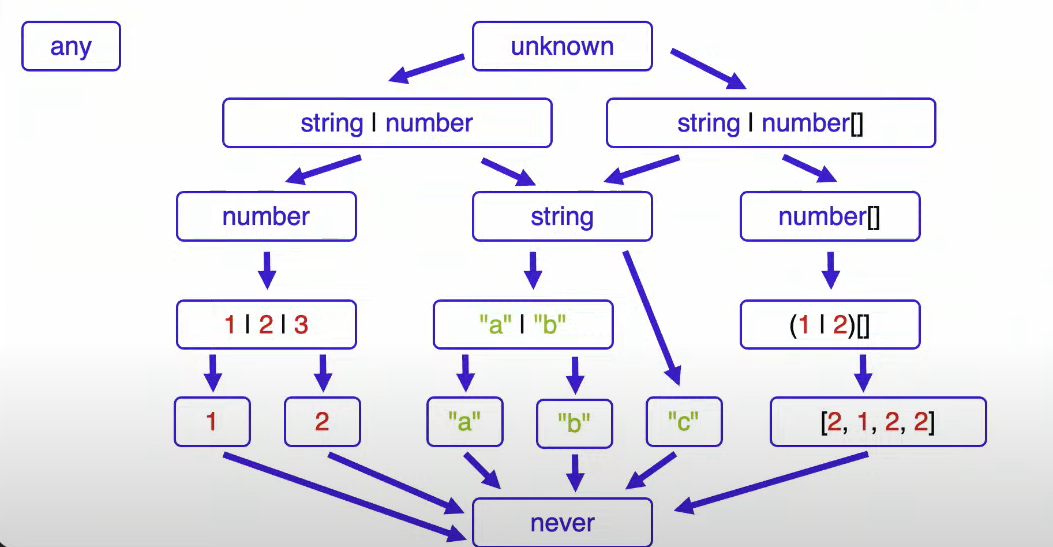 any
unknown
string | number
string | number[]
number
string
number[]
1 | 2 | 3
"a" | "b"
(1 | 2)[]
1
2
"a"
"b"
"c"
[2, 1, 2, 2]
never